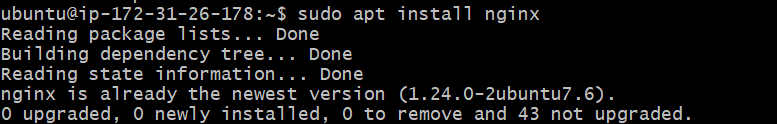 ubuntu@ip-172-31-26-178:~$ sudo apt install nginx
Reading package lists... Done
Building dependency tree... Done
Reading state information... Done
nginx is already the newest version (1.24.0-2ubuntu7.6).
0 upgraded, 0 newly installed, 0 to remove and 43 not upgraded.